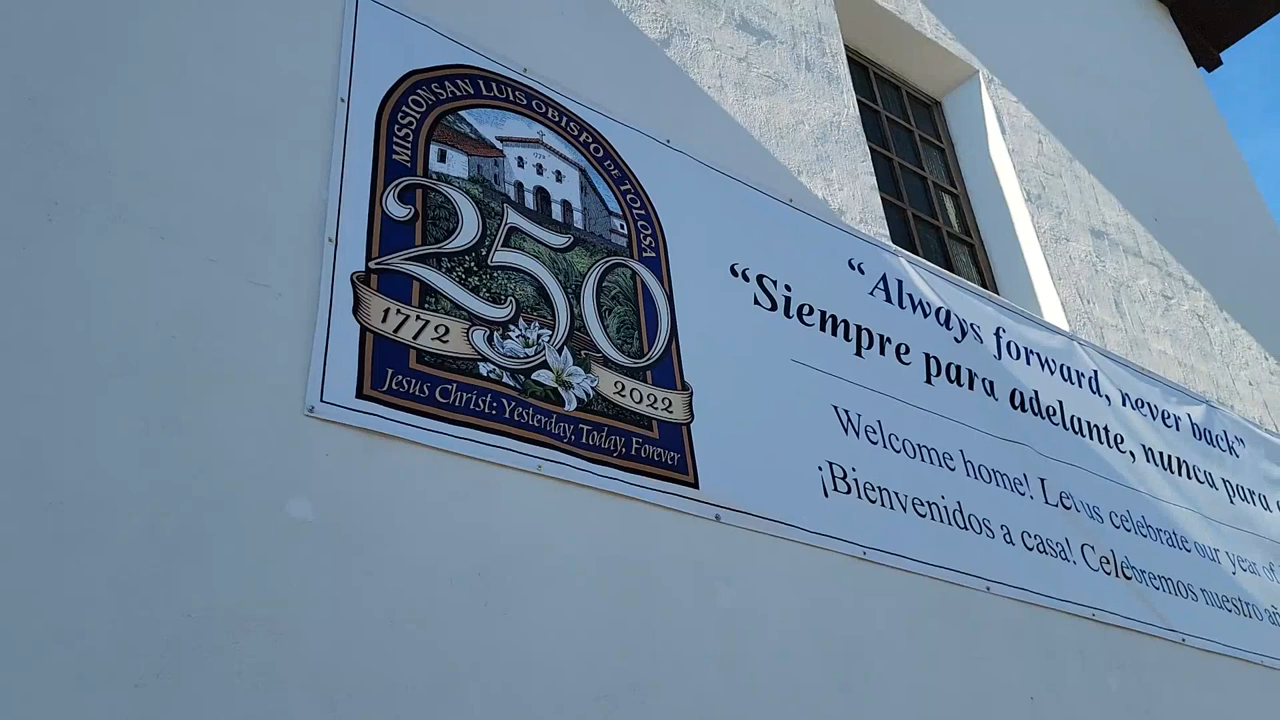 MISSION SAN LUIS OBISPO DE TOLOSA
250
1772
2022
Jesus Christ: Yesterday, Today, Forever
“Always forward, never back”
“Siempre para adelante, nunca para
Welcome home! Let us celebrate our year of
¡Bienvenidos a casa! Celebremos nuestro